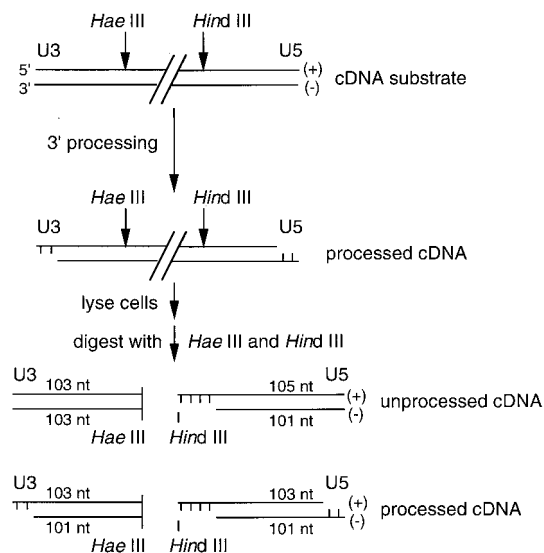 Hae III Hind III
U3 U5
5' (+)
cDNA substrate
3' (-)
3' processing
Hae III Hind III
U3 U5
processed cDNA
lyse cells
digest with Hae III and Hind III
U3 U5
103 nt 105 nt (+)
unprocessed cDNA
103 nt 101 nt (-)
Hae III Hind III
U3 U5
103 nt 103 nt (+)
processed cDNA
101 nt 101 nt (-)
Hae III Hind III